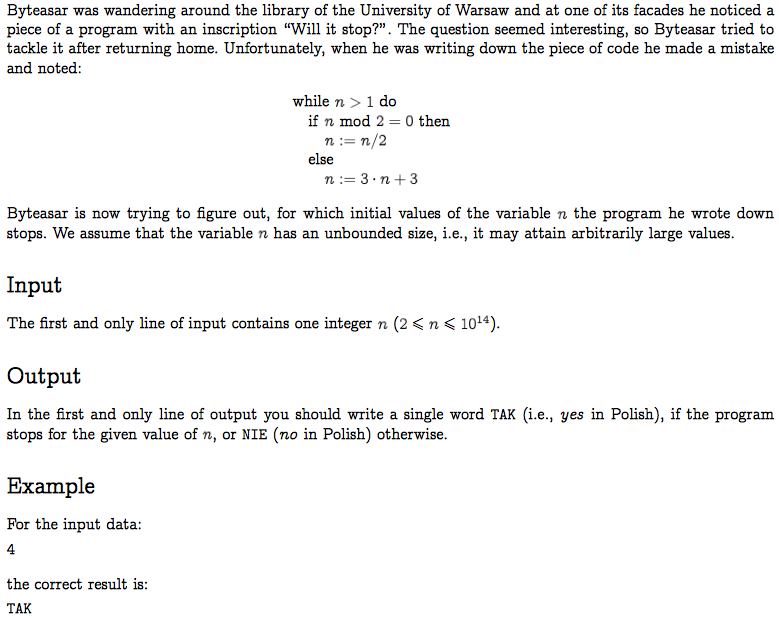 Byteasar was wandering around the library of the University of Warsaw and at one of its facades he noticed a
piece of a program with an inscription “Will it stop?”. The question seemed interesting, so Byteasar tried to
tackle it after returning home. Unfortunately, when he was writing down the piece of code he made a mistake
and noted:
while n > 1 do
if n mod 2 = 0 then
n := n/2
else
n := 3 · n + 3
Byteasar is now trying to figure out, for which initial values of the variable n the program he wrote down
stops. We assume that the variable n has an unbounded size, i.e., it may attain arbitrarily large values.
Input
The first and only line of input contains one integer n (2 ⩽ n ⩽ 10¹⁴).
Output
In the first and only line of output you should write a single word TAK (i.e., yes in Polish), if the program
stops for the given value of n, or NIE (no in Polish) otherwise.
Example
For the input data:
4
the correct result is:
TAK